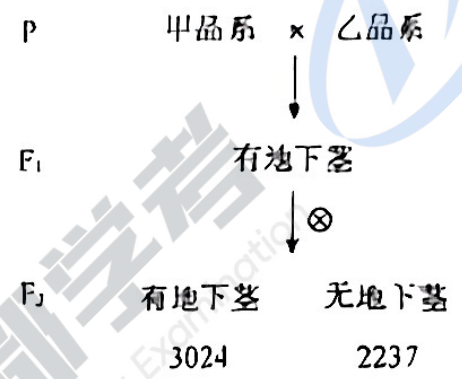 P 甲品系 × 乙品系
F₁ 有地下茎
⊗
F₂ 有地下茎 无地下茎
3024 2237
Examination